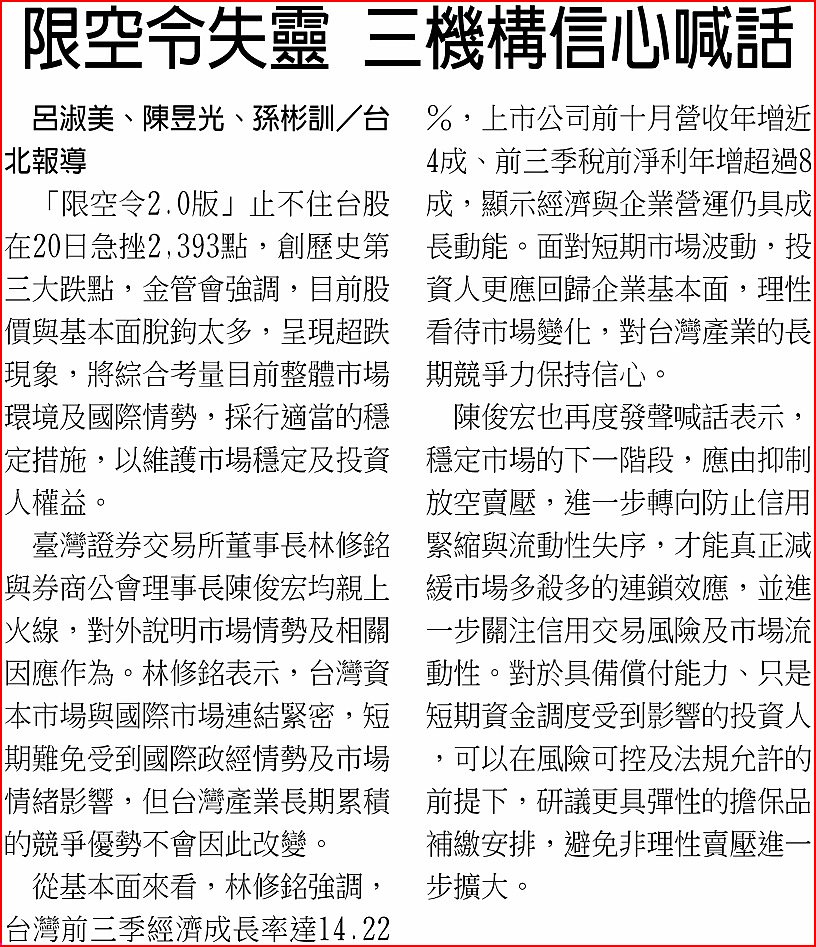 限空令失靈 三機構信心喊話
呂淑美、陳昱光、孫彬訓／台
北報導
「限空令2.0版」止不住台股
在20日急挫2,393點，創歷史第
三大跌點，金管會強調，目前股
價與基本面脫鉤太多，呈現超跌
現象，將綜合考量目前整體市場
環境及國際情勢，採行適當的穩
定措施，以維護市場穩定及投資
人權益。
臺灣證券交易所董事長林修銘
與券商公會理事長陳俊宏均親上
火線，對外說明市場情勢及相關
因應作為。林修銘表示，台灣資
本市場與國際市場連結緊密，短
期難免受到國際政經情勢及市場
情緒影響，但台灣產業長期累積
的競爭優勢不會因此改變。
從基本面來看，林修銘強調，
台灣前三季經濟成長率達14.22
％，上市公司前十月營收年增近
4成、前三季稅前淨利年增超過8
成，顯示經濟與企業營運仍具成
長動能。面對短期市場波動，投
資人更應回歸企業基本面，理性
看待市場變化，對台灣產業的長
期競爭力保持信心。
陳俊宏也再度發聲喊話表示，
穩定市場的下一階段，應由抑制
放空賣壓，進一步轉向防止信用
緊縮與流動性失序，才能真正減
緩市場多殺多的連鎖效應，並進
一步關注信用交易風險及市場流
動性。對於具備償付能力、只是
短期資金調度受到影響的投資人
，可以在風險可控及法規允許的
前提下，研議更具彈性的擔保品
補繳安排，避免非理性賣壓進一
步擴大。